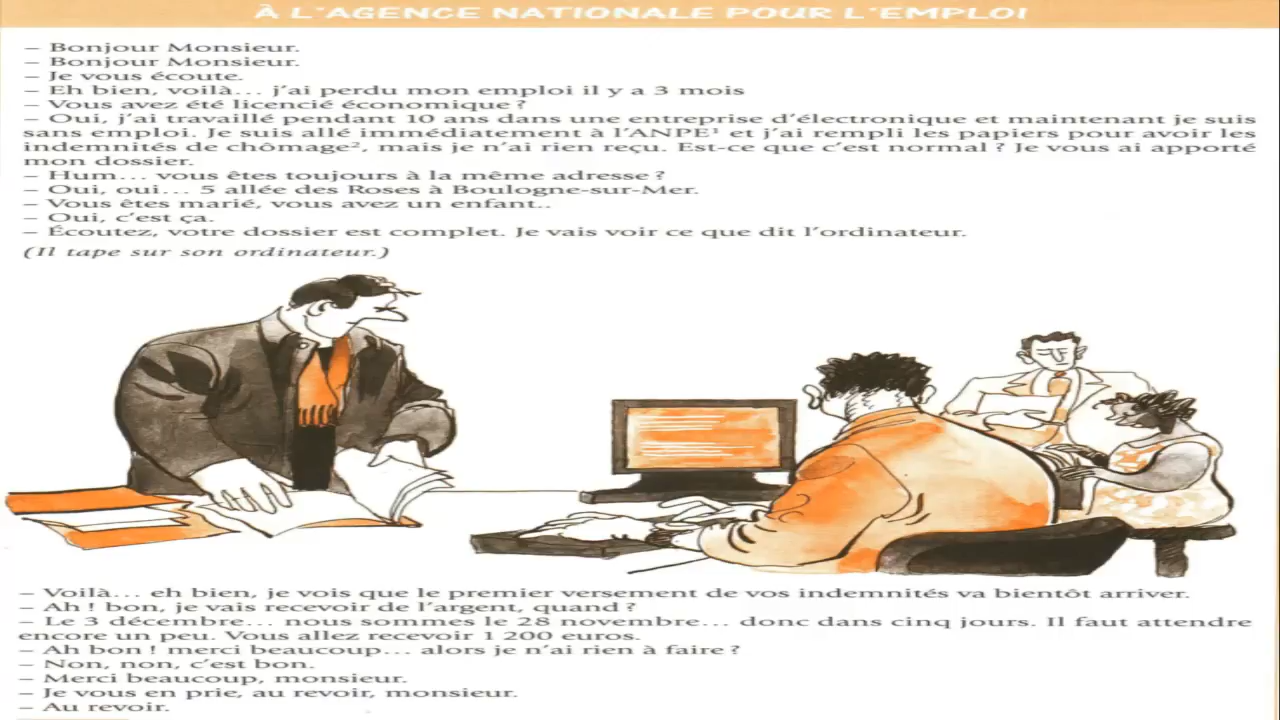 À L'AGENCE NATIONALE POUR L'EMPLOI
– Bonjour Monsieur.
– Bonjour Monsieur.
– Je vous écoute.
– Eh bien, voilà... j'ai perdu mon emploi il y a 3 mois
– Vous avez été licencié économique ?
– Oui, j'ai travaillé pendant 10 ans dans une entreprise d'électronique et maintenant je suis
sans emploi. Je suis allé immédiatement à l'ANPE¹ et j'ai rempli les papiers pour avoir les
indemnités de chômage², mais je n'ai rien reçu. Est-ce que c'est normal ? Je vous ai apporté
mon dossier.
– Hum... vous êtes toujours à la même adresse ?
– Oui, oui... 5 allée des Roses à Boulogne-sur-Mer.
– Vous êtes marié, vous avez un enfant..
– Oui, c'est ça.
– Écoutez, votre dossier est complet. Je vais voir ce que dit l'ordinateur.
(Il tape sur son ordinateur.)
– Voilà... eh bien, je vois que le premier versement de vos indemnités va bientôt arriver.
– Ah ! bon, je vais recevoir de l'argent, quand ?
– Le 3 décembre... nous sommes le 28 novembre... donc dans cinq jours. Il faut attendre
encore un peu. Vous allez recevoir 1 200 euros.
– Ah bon ! merci beaucoup... alors je n'ai rien à faire ?
– Non, non, c'est bon.
– Merci beaucoup, monsieur.
– Je vous en prie, au revoir, monsieur.
– Au revoir.